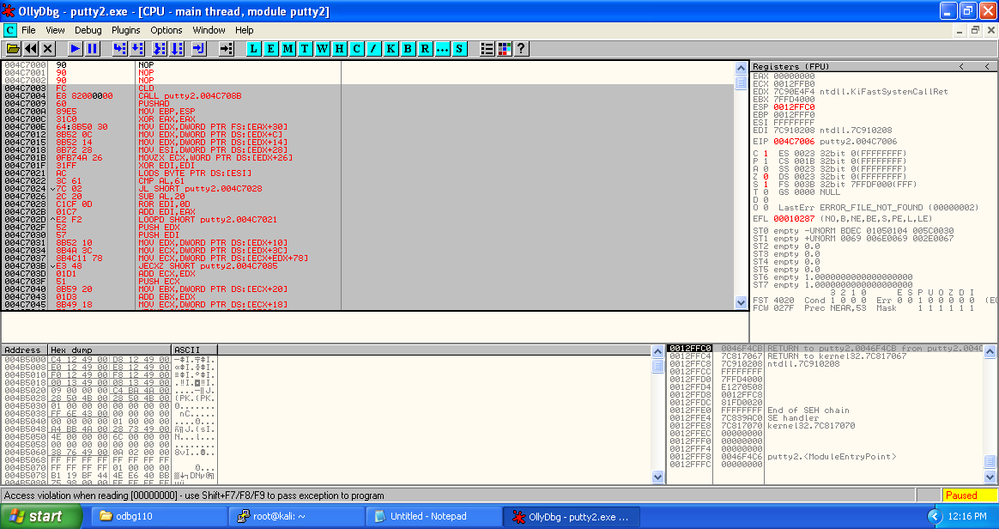 OllyDbg - putty2.exe - [CPU - main thread, module putty2]
C File View Debug Plugins Options Window Help
L E M T W H C / K B R ... S ?
004C7000 90 NOP
004C7001 90 NOP
004C7002 90 NOP
004C7003 FC CLD
004C7004 E8 82000000 CALL putty2.004C708B
004C7009 60 PUSHAD
004C700A 89E5 MOV EBP,ESP
004C700C 31C0 XOR EAX,EAX
004C700E 64:8B50 30 MOV EDX,DWORD PTR FS:[EAX+30]
004C7012 8B52 0C MOV EDX,DWORD PTR DS:[EDX+C]
004C7015 8B52 14 MOV EDX,DWORD PTR DS:[EDX+14]
004C7018 8B72 28 MOV ESI,DWORD PTR DS:[EDX+28]
004C701B 0FB74A 26 MOVZX ECX,WORD PTR DS:[EDX+26]
004C701F 31FF XOR EDI,EDI
004C7021 AC LODS BYTE PTR DS:[ESI]
004C7022 3C 61 CMP AL,61
004C7024 7C 02 JL SHORT putty2.004C7028
004C7026 2C 20 SUB AL,20
004C7028 C1CF 0D ROR EDI,0D
004C702B 01C7 ADD EDI,EAX
004C702D ^E2 F2 LOOPD SHORT putty2.004C7021
004C702F 52 PUSH EDX
004C7030 57 PUSH EDI
004C7031 8B52 10 MOV EDX,DWORD PTR DS:[EDX+10]
004C7034 8B4A 3C MOV ECX,DWORD PTR DS:[EDX+3C]
004C7037 8B4C11 78 MOV ECX,DWORD PTR DS:[ECX+EDX+78]
004C703B E3 48 JECXZ SHORT putty2.004C7085
004C703D 01D1 ADD ECX,EDX
004C703F 51 PUSH ECX
004C7040 8B59 20 MOV EBX,DWORD PTR DS:[ECX+20]
004C7043 01D3 ADD EBX,EDX
004C7045 8B49 18 MOV ECX,DWORD PTR DS:[ECX+18]
Registers (FPU) < <
EAX 00000000
ECX 0012FFB0
EDX 7C90E4F4 ntdll.KiFastSystemCallRet
EBX 7FFD4000
ESP 0012FFC0
EBP 0012FFF0
ESI FFFFFFFF
EDI 7C910208 ntdll.7C910208
EIP 004C7006 putty2.004C7006
C 1 ES 0023 32bit 0(FFFFFFFF)
P 1 CS 001B 32bit 0(FFFFFFFF)
A 0 SS 0023 32bit 0(FFFFFFFF)
Z 0 DS 0023 32bit 0(FFFFFFFF)
S 1 FS 003B 32bit 7FFDF000(FFF)
T 0 GS 0000 NULL
D 0
O 0 LastErr ERROR_FILE_NOT_FOUND (00000002)
EFL 00010287 (NO,B,NE,BE,S,PE,L,LE)
ST0 empty -UNORM BDEC 01050104 005C0030
ST1 empty +UNORM 0069 006E0069 002E0067
ST2 empty 0.0
ST3 empty 0.0
ST4 empty 0.0
ST5 empty 0.0
ST6 empty 1.0000000000000000000
ST7 empty 1.0000000000000000000
3 2 1 0 E S P U O Z D I
FST 4020 Cond 1 0 0 0 Err 0 0 1 0 0 0 0 0
FCW 027F Prec NEAR,53 Mask 1 1 1 1 1 1
Address Hex dump ASCII
004B5000 C4 12 49 00 D8 12 49 00
004B5008 E0 12 49 00 E8 12 49 00
004B5010 F0 12 49 00 F8 12 49 00
004B5018 00 13 49 00 08 13 49 00
004B5020 09 00 00 00 C4 BA 4A 00
004B5028 28 50 4B 00 28 50 4B 00 (PK.(PK.
004B5030 01 00 00 00 00 00 00 00
004B5038 FF 6E 43 00 00 00 00 00 nC.....
004B5040 00 00 00 00 01 00 00 00
004B5048 A4 BB 4A 00 28 73 49 00
004B5050 4E 00 00 00 6C 00 00 00 N...l...
004B5058 00 00 00 00 00 00 00 00 ........
004B5060 38 76 49 00 0A 02 00 00
004B5068 FF FF FF FF FF FF FF FF
004B5070 FF FF FF FF 01 00 00 00
004B5078 B1 19 BF 44 4E E6 40 BB
0012FFC0 0046F4CB RETURN to putty2.0046F4CB from putty2.004C
0012FFC4 7C817067 RETURN to kernel32.7C817067
0012FFC8 7C910208 ntdll.7C910208
0012FFCC FFFFFFFF
0012FFD0 7FFD4000
0012FFD4 E1270508
0012FFD8 0012FFC8
0012FFDC 81FD0020
0012FFE0 FFFFFFFF End of SEH chain
0012FFE4 7C839AC0 SE handler
0012FFE8 7C817070 kernel32.7C817070
0012FFEC 00000000
0012FFF0 00000000
0012FFF4 00000000
0012FFF8 0046F4C6 putty2.<ModuleEntryPoint>
0012FFFC 00000000
Access violation when reading [00000000] - use Shift+F7/F8/F9 to pass exception to program
Paused
start odbg110 root@kali: ~ Untitled - Notepad OllyDbg - putty2.exe ... 12:16 PM